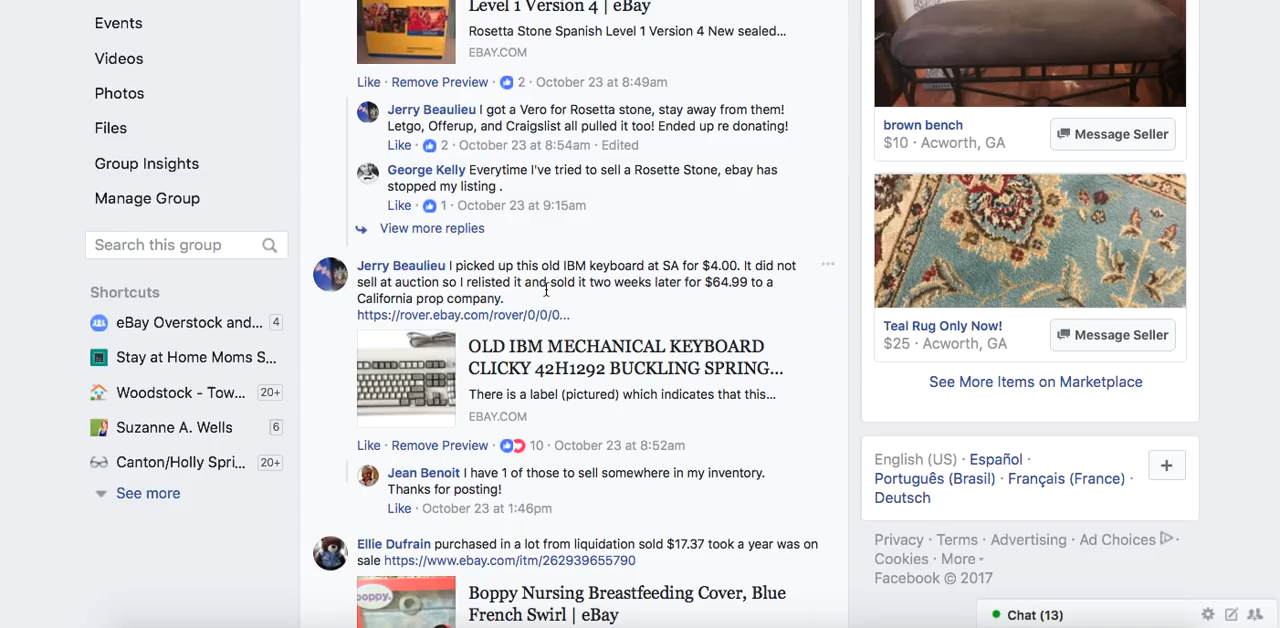 Events
Videos
Photos
Files
Group Insights
Manage Group
Search this group
Shortcuts
eBay Overstock and... 4
Stay at Home Moms S...
Woodstock - Tow... 20+
Suzanne A. Wells 6
Canton/Holly Spri... 20+
See more
Level 1 Version 4 | eBay
Rosetta Stone Spanish Level 1 Version 4 New sealed...
EBAY.COM
Like · Remove Preview · 2 · October 23 at 8:49am
Jerry Beaulieu I got a Vero for Rosetta stone, stay away from them!
Letgo, Offerup, and Craigslist all pulled it too! Ended up re donating!
Like · 2 · October 23 at 8:54am · Edited
George Kelly Everytime I've tried to sell a Rosette Stone, ebay has
stopped my listing .
Like · 1 · October 23 at 9:15am
View more replies
Jerry Beaulieu I picked up this old IBM keyboard at SA for $4.00. It did not
sell at auction so I relisted it and sold it two weeks later for $64.99 to a
California prop company.
https://rover.ebay.com/rover/0/0/0...
OLD IBM MECHANICAL KEYBOARD
CLICKY 42H1292 BUCKLING SPRING...
There is a label (pictured) which indicates that this...
EBAY.COM
Like · Remove Preview · 10 · October 23 at 8:52am
Jean Benoit I have 1 of those to sell somewhere in my inventory.
Thanks for posting!
Like · October 23 at 1:46pm
Ellie Dufrain purchased in a lot from liquidation sold $17.37 took a year was on
sale https://www.ebay.com/itm/262939655790
boppy.
Boppy Nursing Breastfeeding Cover, Blue
French Swirl | eBay
brown bench
$10 · Acworth, GA
Message Seller
Teal Rug Only Now!
$25 · Acworth, GA
Message Seller
See More Items on Marketplace
English (US) · Español ·
Português (Brasil) · Français (France) ·
Deutsch
Privacy · Terms · Advertising · Ad Choices ·
Cookies · More
Facebook © 2017
Chat (13)